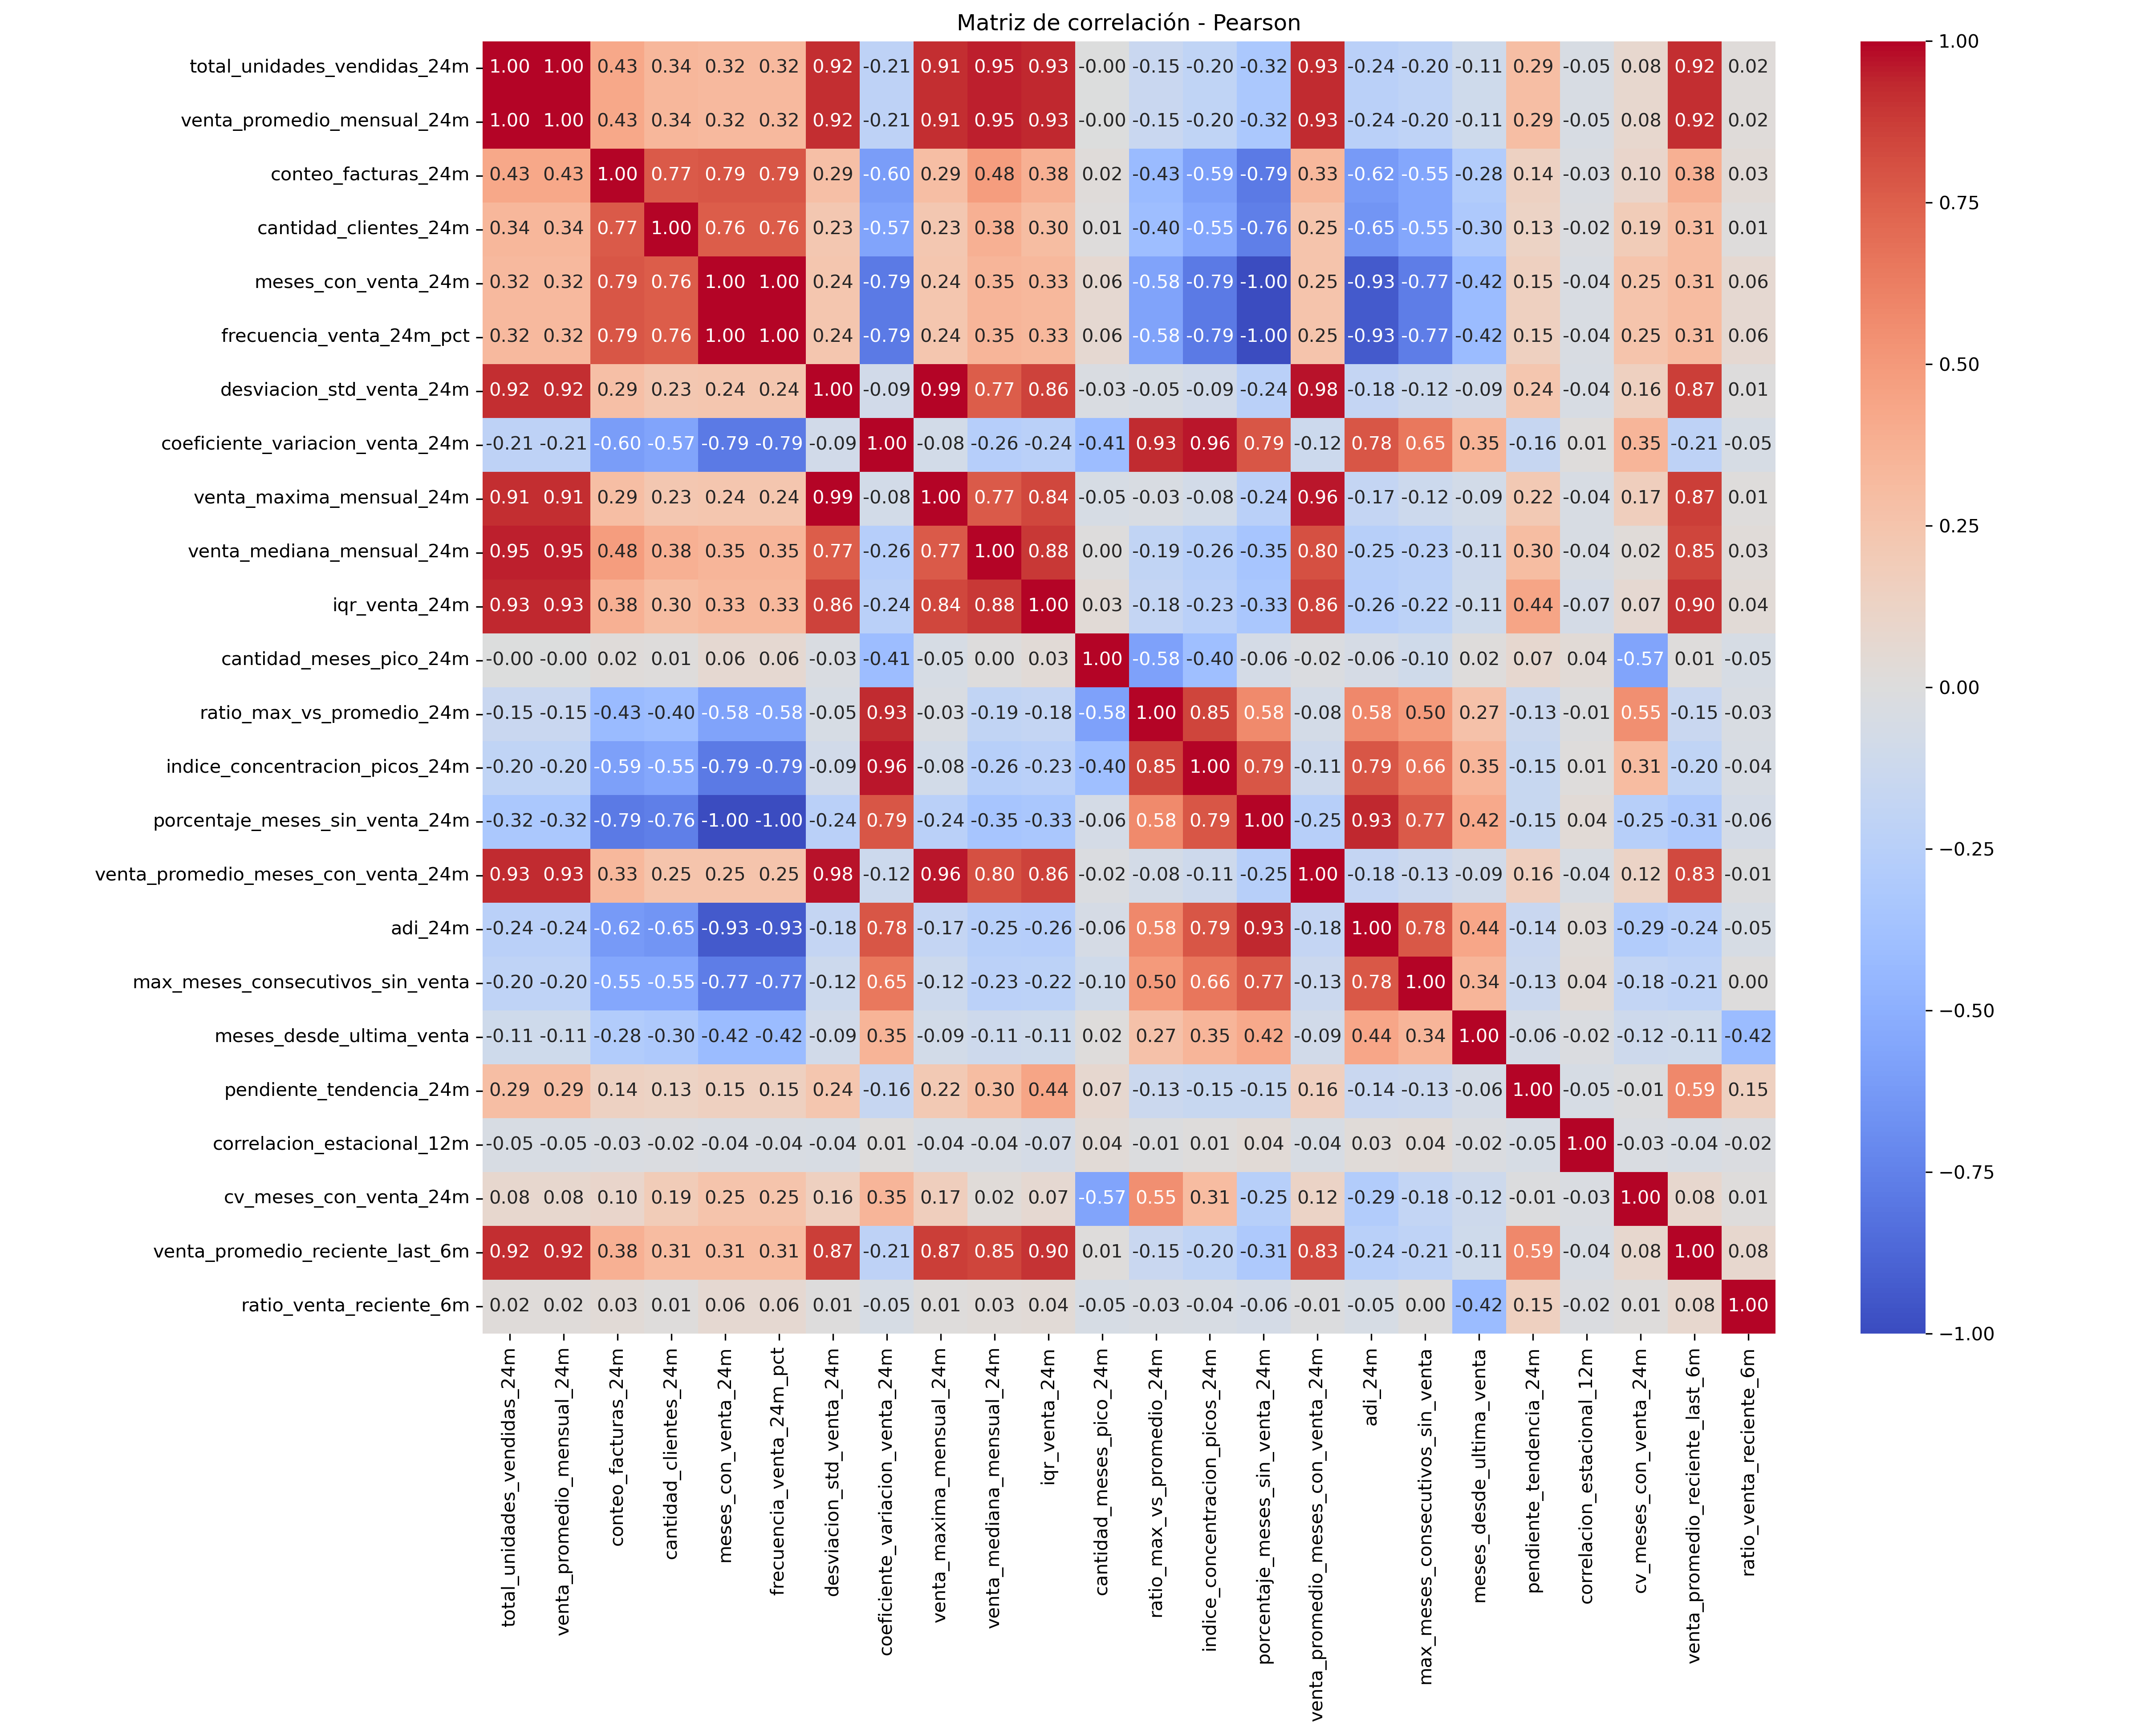 Matriz de correlación - Pearson
total_unidades_vendidas_24m 1.00 1.00 0.43 0.34 0.32 0.32 0.92 -0.21 0.91 0.95 0.93 -0.00 -0.15 -0.20 -0.32 0.93 -0.24 -0.20 -0.11 0.29 -0.05 0.08 0.92 0.02
venta_promedio_mensual_24m 1.00 1.00 0.43 0.34 0.32 0.32 0.92 -0.21 0.91 0.95 0.93 -0.00 -0.15 -0.20 -0.32 0.93 -0.24 -0.20 -0.11 0.29 -0.05 0.08 0.92 0.02
conteo_facturas_24m 0.43 0.43 1.00 0.77 0.79 0.79 0.29 -0.60 0.29 0.48 0.38 0.02 -0.43 -0.59 -0.79 0.33 -0.62 -0.55 -0.28 0.14 -0.03 0.10 0.38 0.03
cantidad_clientes_24m 0.34 0.34 0.77 1.00 0.76 0.76 0.23 -0.57 0.23 0.38 0.30 0.01 -0.40 -0.55 -0.76 0.25 -0.65 -0.55 -0.30 0.13 -0.02 0.19 0.31 0.01
meses_con_venta_24m 0.32 0.32 0.79 0.76 1.00 1.00 0.24 -0.79 0.24 0.35 0.33 0.06 -0.58 -0.79 -1.00 0.25 -0.93 -0.77 -0.42 0.15 -0.04 0.25 0.31 0.06
frecuencia_venta_24m_pct 0.32 0.32 0.79 0.76 1.00 1.00 0.24 -0.79 0.24 0.35 0.33 0.06 -0.58 -0.79 -1.00 0.25 -0.93 -0.77 -0.42 0.15 -0.04 0.25 0.31 0.06
desviacion_std_venta_24m 0.92 0.92 0.29 0.23 0.24 0.24 1.00 -0.09 0.99 0.77 0.86 -0.03 -0.05 -0.09 -0.24 0.98 -0.18 -0.12 -0.09 0.24 -0.04 0.16 0.87 0.01
coeficiente_variacion_venta_24m -0.21 -0.21 -0.60 -0.57 -0.79 -0.79 -0.09 1.00 -0.08 -0.26 -0.24 -0.41 0.93 0.96 0.79 -0.12 0.78 0.65 0.35 -0.16 0.01 0.35 -0.21 -0.05
venta_maxima_mensual_24m 0.91 0.91 0.29 0.23 0.24 0.24 0.99 -0.08 1.00 0.77 0.84 -0.05 -0.03 -0.08 -0.24 0.96 -0.17 -0.12 -0.09 0.22 -0.04 0.17 0.87 0.01
venta_mediana_mensual_24m 0.95 0.95 0.48 0.38 0.35 0.35 0.77 -0.26 0.77 1.00 0.88 0.00 -0.19 -0.26 -0.35 0.80 -0.25 -0.23 -0.11 0.30 -0.04 0.02 0.85 0.03
iqr_venta_24m 0.93 0.93 0.38 0.30 0.33 0.33 0.86 -0.24 0.84 0.88 1.00 0.03 -0.18 -0.23 -0.33 0.86 -0.26 -0.22 -0.11 0.44 -0.07 0.07 0.90 0.04
cantidad_meses_pico_24m -0.00 -0.00 0.02 0.01 0.06 0.06 -0.03 -0.41 -0.05 0.00 0.03 1.00 -0.58 -0.40 -0.06 -0.02 -0.06 -0.10 0.02 0.07 0.04 -0.57 0.01 -0.05
ratio_max_vs_promedio_24m -0.15 -0.15 -0.43 -0.40 -0.58 -0.58 -0.05 0.93 -0.03 -0.19 -0.18 -0.58 1.00 0.85 0.58 -0.08 0.58 0.50 0.27 -0.13 -0.01 0.55 -0.15 -0.03
indice_concentracion_picos_24m -0.20 -0.20 -0.59 -0.55 -0.79 -0.79 -0.09 0.96 -0.08 -0.26 -0.23 -0.40 0.85 1.00 0.79 -0.11 0.79 0.66 0.35 -0.15 0.01 0.31 -0.20 -0.04
porcentaje_meses_sin_venta_24m -0.32 -0.32 -0.79 -0.76 -1.00 -1.00 -0.24 0.79 -0.24 -0.35 -0.33 -0.06 0.58 0.79 1.00 -0.25 0.93 0.77 0.42 -0.15 0.04 -0.25 -0.31 -0.06
venta_promedio_meses_con_venta_24m 0.93 0.93 0.33 0.25 0.25 0.25 0.98 -0.12 0.96 0.80 0.86 -0.02 -0.08 -0.11 -0.25 1.00 -0.18 -0.13 -0.09 0.16 -0.04 0.12 0.83 -0.01
adi_24m -0.24 -0.24 -0.62 -0.65 -0.93 -0.93 -0.18 0.78 -0.17 -0.25 -0.26 -0.06 0.58 0.79 0.93 -0.18 1.00 0.78 0.44 -0.14 0.03 -0.29 -0.24 -0.05
max_meses_consecutivos_sin_venta -0.20 -0.20 -0.55 -0.55 -0.77 -0.77 -0.12 0.65 -0.12 -0.23 -0.22 -0.10 0.50 0.66 0.77 -0.13 0.78 1.00 0.34 -0.13 0.04 -0.18 -0.21 0.00
meses_desde_ultima_venta -0.11 -0.11 -0.28 -0.30 -0.42 -0.42 -0.09 0.35 -0.09 -0.11 -0.11 0.02 0.27 0.35 0.42 -0.09 0.44 0.34 1.00 -0.06 -0.02 -0.12 -0.11 -0.42
pendiente_tendencia_24m 0.29 0.29 0.14 0.13 0.15 0.15 0.24 -0.16 0.22 0.30 0.44 0.07 -0.13 -0.15 -0.15 0.16 -0.14 -0.13 -0.06 1.00 -0.05 -0.01 0.59 0.15
correlacion_estacional_12m -0.05 -0.05 -0.03 -0.02 -0.04 -0.04 -0.04 0.01 -0.04 -0.04 -0.07 0.04 -0.01 0.01 0.04 -0.04 0.03 0.04 -0.02 -0.05 1.00 -0.03 -0.04 -0.02
cv_meses_con_venta_24m 0.08 0.08 0.10 0.19 0.25 0.25 0.16 0.35 0.17 0.02 0.07 -0.57 0.55 0.31 -0.25 0.12 -0.29 -0.18 -0.12 -0.01 -0.03 1.00 0.08 0.01
venta_promedio_reciente_last_6m 0.92 0.92 0.38 0.31 0.31 0.31 0.87 -0.21 0.87 0.85 0.90 0.01 -0.15 -0.20 -0.31 0.83 -0.24 -0.21 -0.11 0.59 -0.04 0.08 1.00 0.08
ratio_venta_reciente_6m 0.02 0.02 0.03 0.01 0.06 0.06 0.01 -0.05 0.01 0.03 0.04 -0.05 -0.03 -0.04 -0.06 -0.01 -0.05 0.00 -0.42 0.15 -0.02 0.01 0.08 1.00
total_unidades_vendidas_24m
venta_promedio_mensual_24m
conteo_facturas_24m
cantidad_clientes_24m
meses_con_venta_24m
frecuencia_venta_24m_pct
desviacion_std_venta_24m
coeficiente_variacion_venta_24m
venta_maxima_mensual_24m
venta_mediana_mensual_24m
iqr_venta_24m
cantidad_meses_pico_24m
ratio_max_vs_promedio_24m
indice_concentracion_picos_24m
porcentaje_meses_sin_venta_24m
venta_promedio_meses_con_venta_24m
adi_24m
max_meses_consecutivos_sin_venta
meses_desde_ultima_venta
pendiente_tendencia_24m
correlacion_estacional_12m
cv_meses_con_venta_24m
venta_promedio_reciente_last_6m
ratio_venta_reciente_6m
1.00
0.75
0.50
0.25
0.00
−0.25
−0.50
−0.75
−1.00